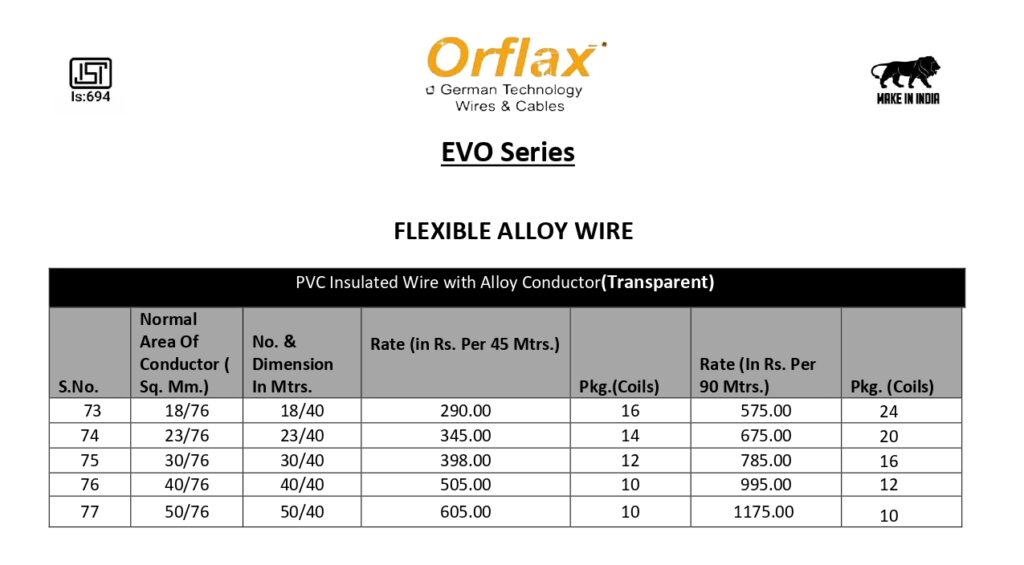 Orflax
German Technology
Wires & Cables
Is:694
MAKE IN INDIA
EVO Series
FLEXIBLE ALLOY WIRE
PVC Insulated Wire with Alloy Conductor(Transparent)
S.No. Normal Area Of Conductor ( Sq. Mm.) No. & Dimension In Mtrs. Rate (in Rs. Per 45 Mtrs.) Pkg.(Coils) Rate (In Rs. Per 90 Mtrs.) Pkg. (Coils)
73 18/76 18/40 290.00 16 575.00 24
74 23/76 23/40 345.00 14 675.00 20
75 30/76 30/40 398.00 12 785.00 16
76 40/76 40/40 505.00 10 995.00 12
77 50/76 50/40 605.00 10 1175.00 10